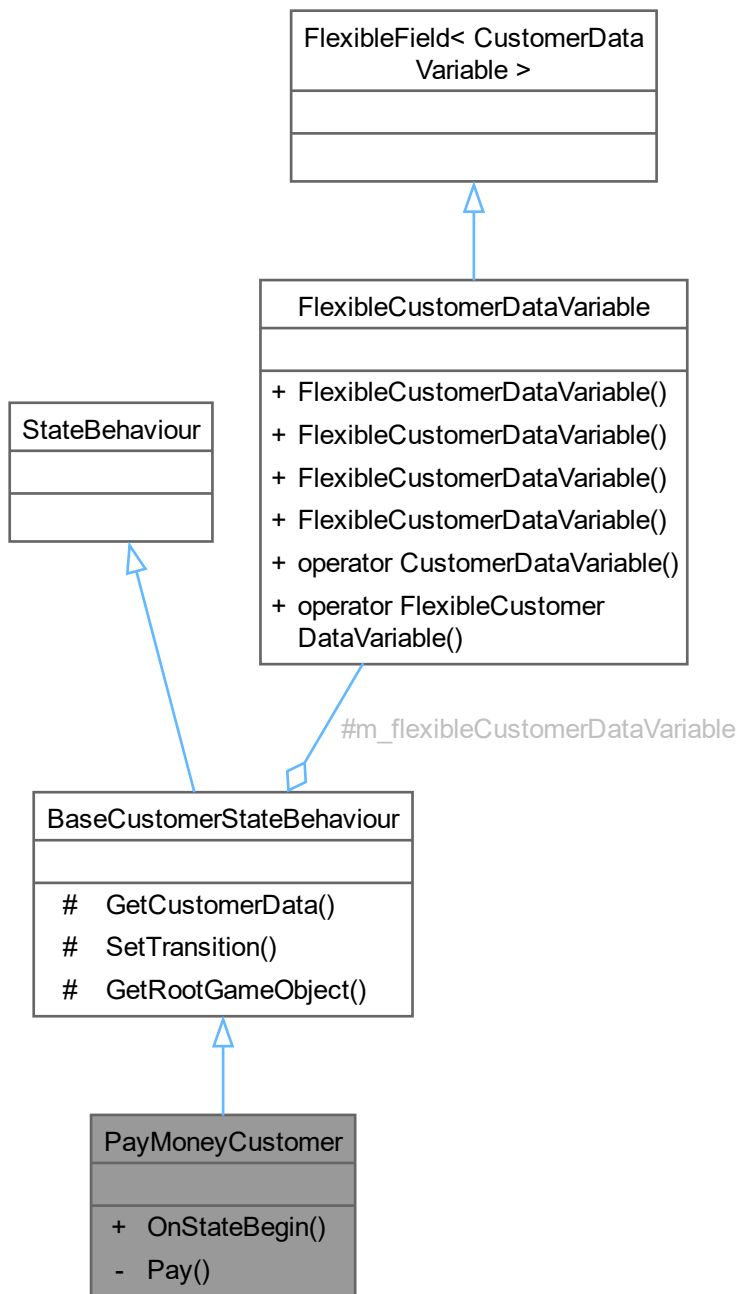 FlexibleField< CustomerData
Variable >
FlexibleCustomerDataVariable
+ FlexibleCustomerDataVariable()
+ FlexibleCustomerDataVariable()
+ FlexibleCustomerDataVariable()
+ FlexibleCustomerDataVariable()
+ operator CustomerDataVariable()
+ operator FlexibleCustomer
DataVariable()
StateBehaviour
#m_flexibleCustomerDataVariable
BaseCustomerStateBehaviour
# GetCustomerData()
# SetTransition()
# GetRootGameObject()
PayMoneyCustomer
+ OnStateBegin()
- Pay()